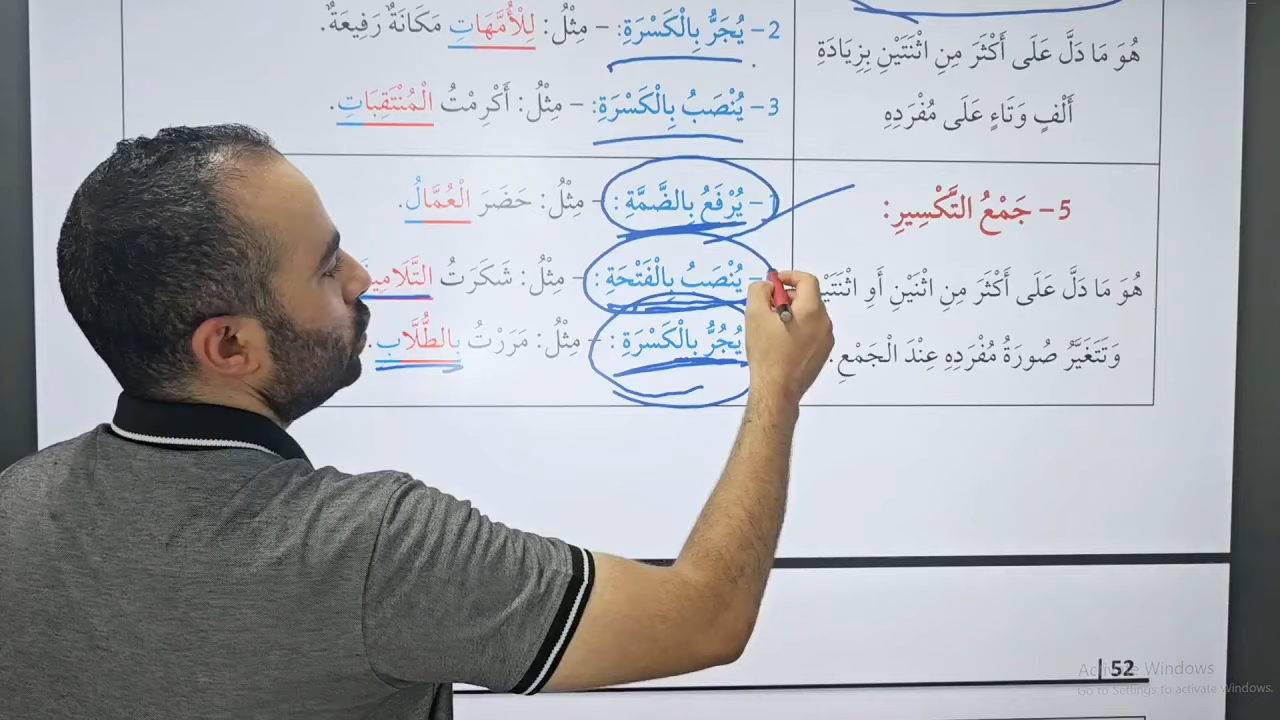 هُوَ مَا دَلَّ عَلَى أَكْثَرَ مِنِ اثْنَتَيْنِ بِزِيَادَةِ
أَلْفٍ وَتَاءٍ عَلَى مُفْرَدِهِ
2- يُجَرُّ بِالْكَسْرَةِ: - مِثْلُ: لِلْأُمَّهَاتِ مَكَانَةٌ رَفِيعَةٌ.
3- يُنْصَبُ بِالْكَسْرَةِ: - مِثْلُ: أَكْرِمْتُ الْمُنْتَقِبَاتِ.
5- جَمْعُ التَّكْسِيرِ:
هُوَ مَا دَلَّ عَلَى أَكْثَرَ مِنِ اثْنَيْنِ أَوِ
وَتَتَغَيَّرُ صُورَةُ مُفْرَدِهِ عِنْدَ الْجَمْعِ.
1- يُرْفَعُ بِالضَّمَّةِ: - مِثْلُ: حَضَرَ الْعُمَّالُ.
- يُنْصَبُ بِالْفَتْحَةِ: - مِثْلُ: شَكَرَتُ
يُجُرُّ بِالْكَسْرَةِ: - مِثْلُ: مَرَرْتُ بِالطُّلَّابِ.
52
Windows
Go to Settings to activate Windows.